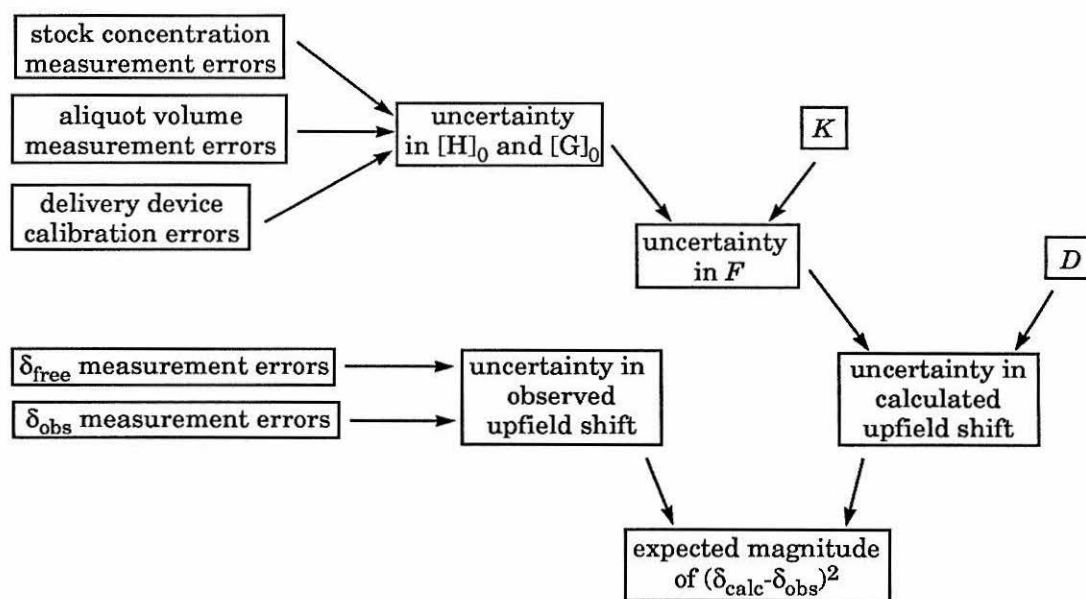 stock concentration
measurement errors
aliquot volume
measurement errors
delivery device
calibration errors
uncertainty
in [H]₀ and [G]₀
K
uncertainty
in F
D
δfree measurement errors
δobs measurement errors
uncertainty in
observed
upfield shift
uncertainty in
calculated
upfield shift
expected magnitude
of (δcalc-δobs)²